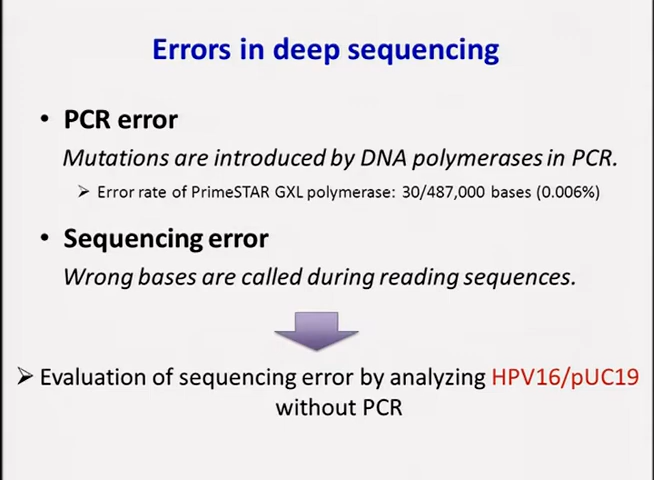 Errors in deep sequencing
• PCR error
Mutations are introduced by DNA polymerases in PCR.
➢ Error rate of PrimeSTAR GXL polymerase: 30/487,000 bases (0.006%)
• Sequencing error
Wrong bases are called during reading sequences.
➢ Evaluation of sequencing error by analyzing HPV16/pUC19
without PCR